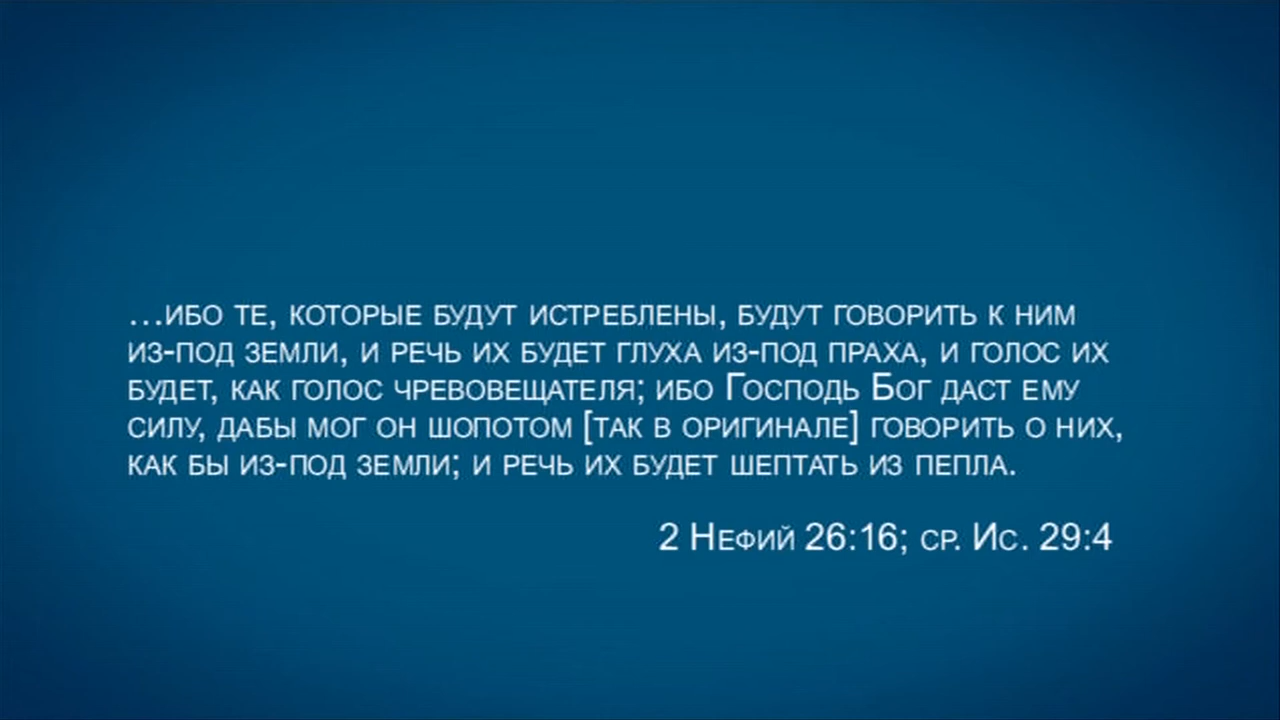 …ибо те, которые будут истреблены, будут говорить к ним
из-под земли, и речь их будет глуха из-под праха, и голос их
будет, как голос чревовещателя; ибо Господь Бог даст ему
силу, дабы мог он шопотом [так в оригинале] говорить о них,
как бы из-под земли; и речь их будет шептать из пепла.
2 Нефий 26:16; ср. Ис. 29:4